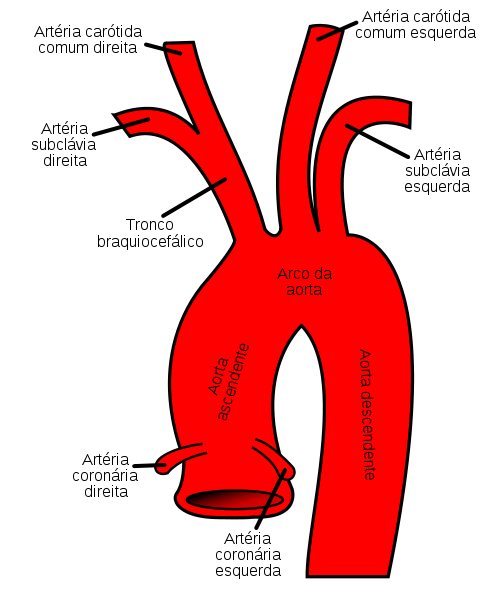 Artéria carótida
comum direita
Artéria carótida
comum esquerda
Artéria
subclávia
direita
Artéria
subclávia
esquerda
Tronco
braquiocefálico
Arco da
aorta
Aorta
ascendente
Aorta descendente
Artéria
coronária
direita
Artéria
coronária
esquerda